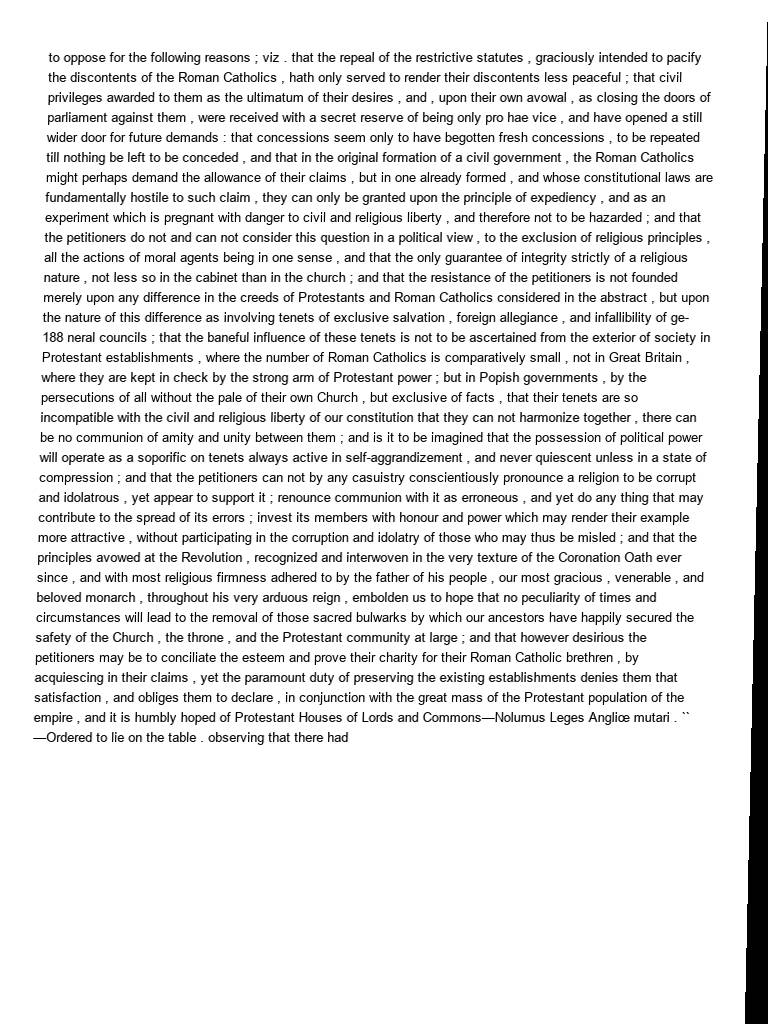 to oppose for the following reasons ; viz . that the repeal of the restrictive statutes , graciously intended to pacify
the discontents of the Roman Catholics , hath only served to render their discontents less peaceful ; that civil
privileges awarded to them as the ultimatum of their desires , and , upon their own avowal , as closing the doors of
parliament against them , were received with a secret reserve of being only pro hae vice , and have opened a still
wider door for future demands : that concessions seem only to have begotten fresh concessions , to be repeated
till nothing be left to be conceded , and that in the original formation of a civil government , the Roman Catholics
might perhaps demand the allowance of their claims , but in one already formed , and whose constitutional laws are
fundamentally hostile to such claim , they can only be granted upon the principle of expediency , and as an
experiment which is pregnant with danger to civil and religious liberty , and therefore not to be hazarded ; and that
the petitioners do not and can not consider this question in a political view , to the exclusion of religious principles ,
all the actions of moral agents being in one sense , and that the only guarantee of integrity strictly of a religious
nature , not less so in the cabinet than in the church ; and that the resistance of the petitioners is not founded
merely upon any difference in the creeds of Protestants and Roman Catholics considered in the abstract , but upon
the nature of this difference as involving tenets of exclusive salvation , foreign allegiance , and infallibility of ge-
188 neral councils ; that the baneful influence of these tenets is not to be ascertained from the exterior of society in
Protestant establishments , where the number of Roman Catholics is comparatively small , not in Great Britain ,
where they are kept in check by the strong arm of Protestant power ; but in Popish governments , by the
persecutions of all without the pale of their own Church , but exclusive of facts , that their tenets are so
incompatible with the civil and religious liberty of our constitution that they can not harmonize together , there can
be no communion of amity and unity between them ; and is it to be imagined that the possession of political power
will operate as a soporific on tenets always active in self-aggrandizement , and never quiescent unless in a state of
compression ; and that the petitioners can not by any casuistry conscientiously pronounce a religion to be corrupt
and idolatrous , yet appear to support it ; renounce communion with it as erroneous , and yet do any thing that may
contribute to the spread of its errors ; invest its members with honour and power which may render their example
more attractive , without participating in the corruption and idolatry of those who may thus be misled ; and that the
principles avowed at the Revolution , recognized and interwoven in the very texture of the Coronation Oath ever
since , and with most religious firmness adhered to by the father of his people , our most gracious , venerable , and
beloved monarch , throughout his very arduous reign , embolden us to hope that no peculiarity of times and
circumstances will lead to the removal of those sacred bulwarks by which our ancestors have happily secured the
safety of the Church , the throne , and the Protestant community at large ; and that however desirious the
petitioners may be to conciliate the esteem and prove their charity for their Roman Catholic brethren , by
acquiescing in their claims , yet the paramount duty of preserving the existing establishments denies them that
satisfaction , and obliges them to declare , in conjunction with the great mass of the Protestant population of the
empire , and it is humbly hoped of Protestant Houses of Lords and Commons—Nolumus Leges Angliœ mutari . ``
—Ordered to lie on the table . observing that there had